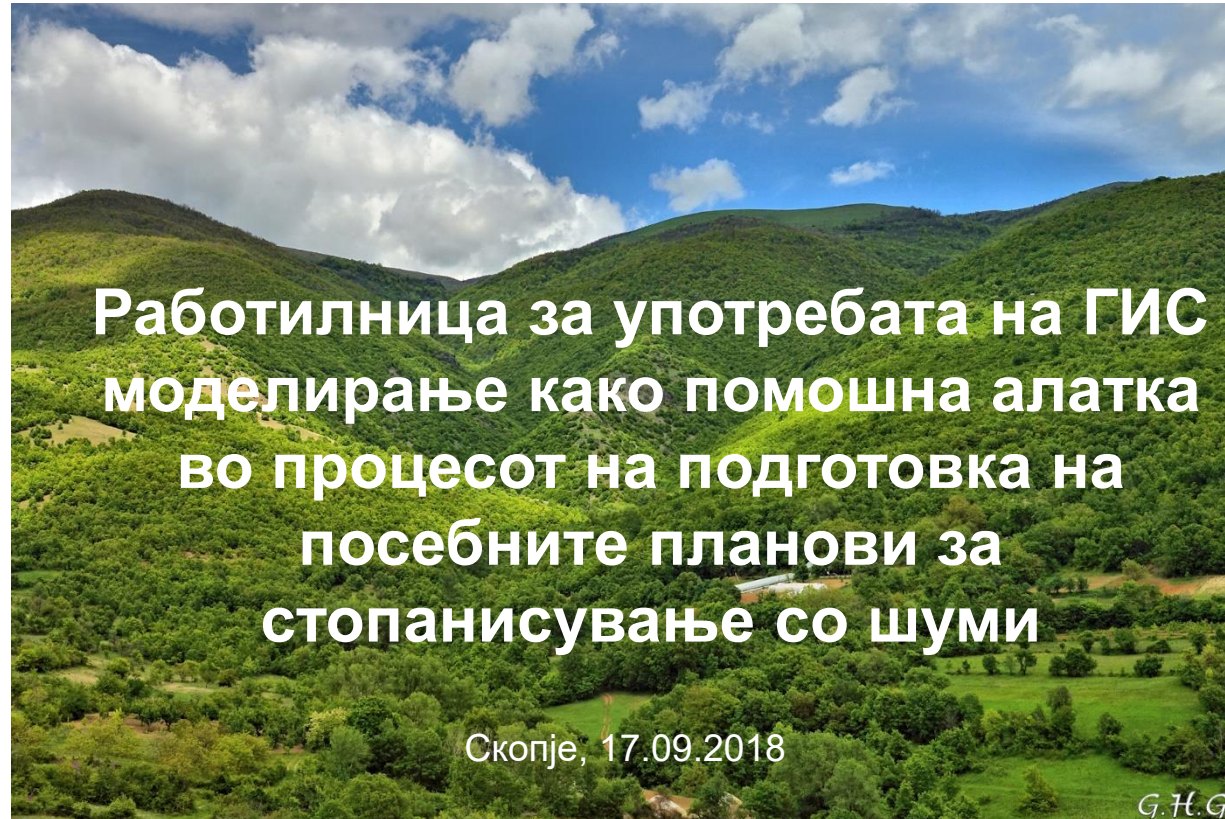 Работилница за употребата на ГИС
моделирање како помошна алатка
во процесот на подготовка на
посебните планови за
стопанисување со шуми
Скопје, 17.09.2018
G.H.G